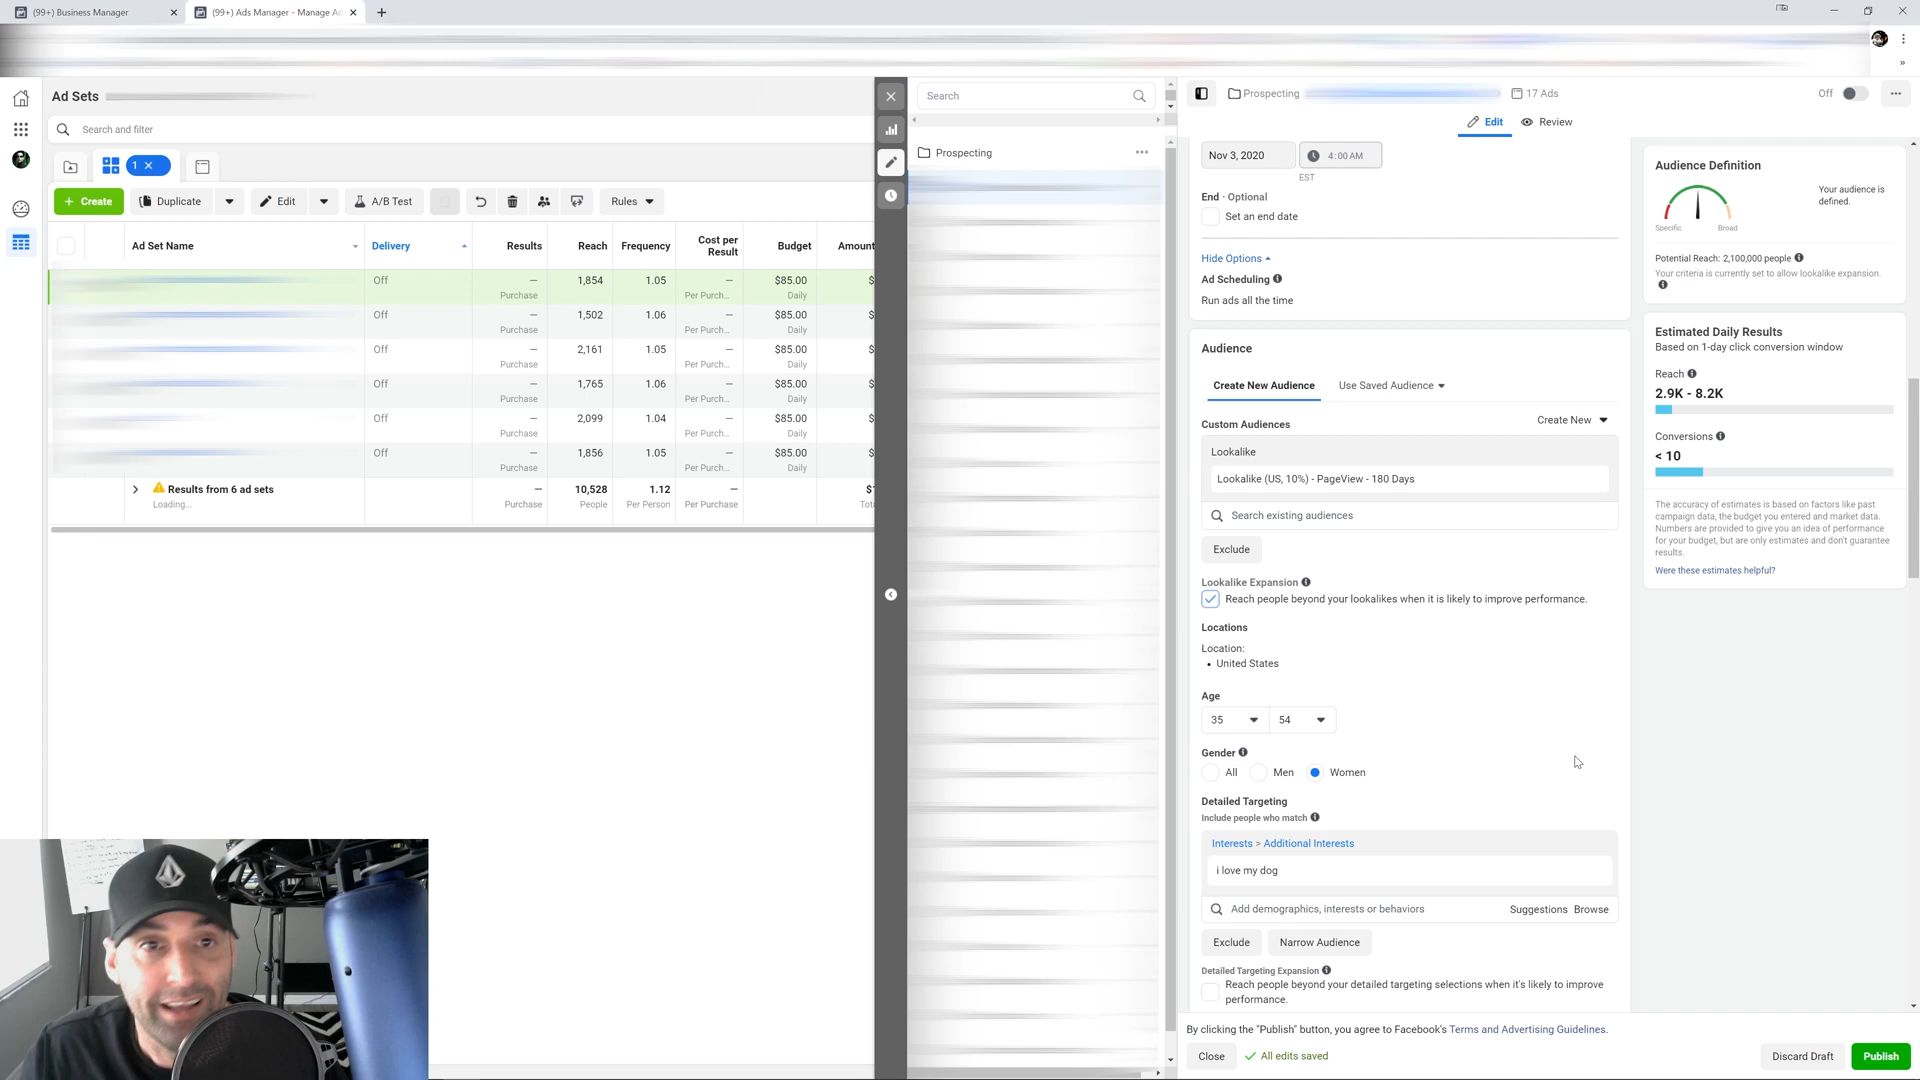 (99+) Business Manager
(99+) Ads Manager - Manage Ad
Ad Sets
Search and filter
1
Create
Duplicate
Edit
A/B Test
Rules
Ad Set Name
Delivery
Results
Reach
Frequency
Cost per Result
Budget
Amount
Off
—
Purchase
1,854
1.05
—
Per Purch...
$85.00
Daily
$
Off
—
Purchase
1,502
1.06
—
Per Purch...
$85.00
Daily
$
Off
—
Purchase
2,161
1.05
—
Per Purch...
$85.00
Daily
$
Off
—
Purchase
1,765
1.06
—
Per Purch...
$85.00
Daily
$
Off
—
Purchase
2,099
1.04
—
Per Purch...
$85.00
Daily
$
Off
—
Purchase
1,856
1.05
—
Per Purch...
$85.00
Daily
$
Results from 6 ad sets
Loading...
—
Purchase
10,528
People
1.12
Per Person
—
Per Purchase
Search
Prospecting
Prospecting
17 Ads
Off
Edit
Review
Nov 3, 2020
4:00 AM
EST
End · Optional
Set an end date
Hide Options
Ad Scheduling
Run ads all the time
Audience
Create New Audience
Use Saved Audience
Custom Audiences
Create New
Lookalike
Lookalike (US, 10%) - PageView - 180 Days
Search existing audiences
Exclude
Lookalike Expansion
Reach people beyond your lookalikes when it is likely to improve performance.
Locations
Location:
• United States
Age
35
54
Gender
All
Men
Women
Detailed Targeting
Include people who match
Interests > Additional Interests
i love my dog
Add demographics, interests or behaviors
Suggestions
Browse
Exclude
Narrow Audience
Detailed Targeting Expansion
Reach people beyond your detailed targeting selections when it's likely to improve
performance.
By clicking the "Publish" button, you agree to Facebook's Terms and Advertising Guidelines.
Close
All edits saved
Discard Draft
Publish
Audience Definition
Your audience is
defined.
Specific
Broad
Potential Reach: 2,100,000 people
Your criteria is currently set to allow lookalike expansion.
Estimated Daily Results
Based on 1-day click conversion window
Reach
2.9K - 8.2K
Conversions
< 10
The accuracy of estimates is based on factors like past
campaign data, the budget you entered and market data.
Numbers are provided to give you an idea of performance
for your budget, but are only estimates and don't guarantee
results.
Were these estimates helpful?